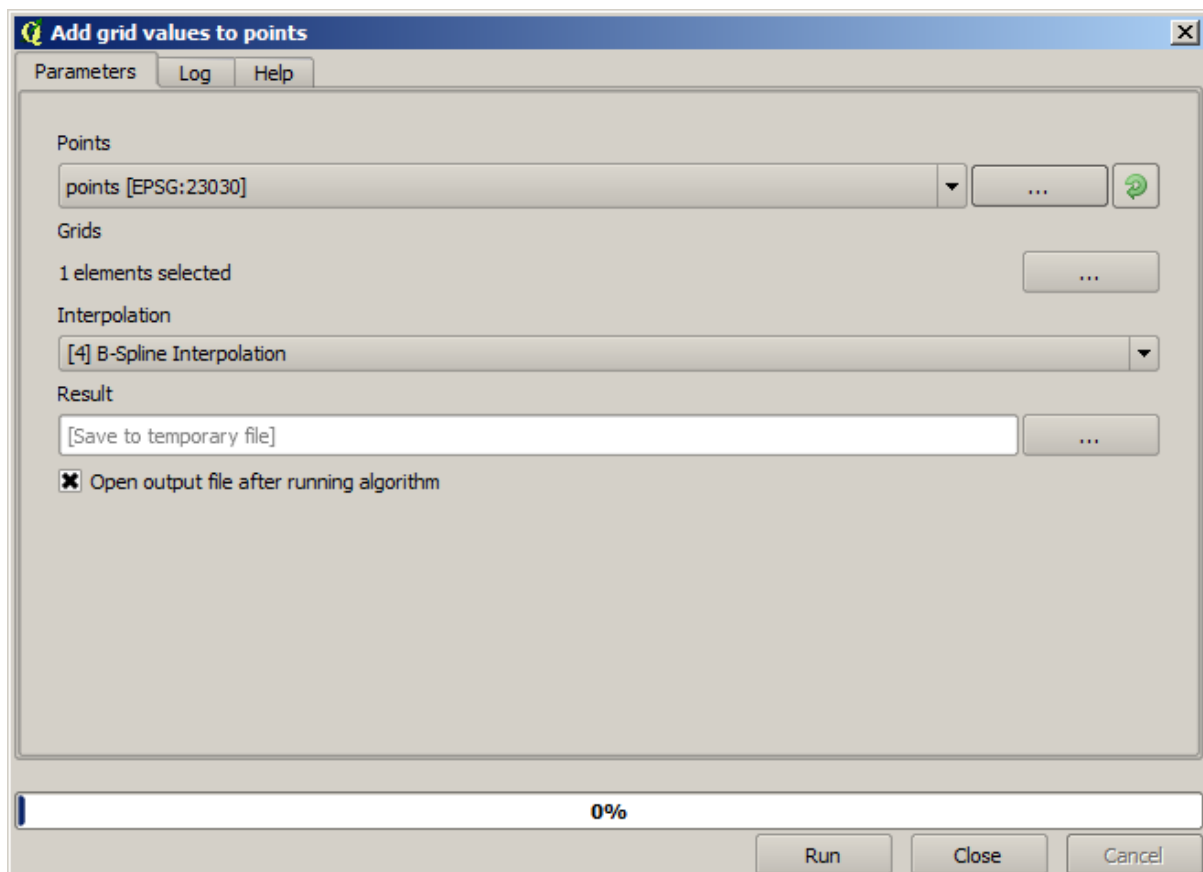 Add grid values to points
Parameters Log Help
Points
points [EPSG:23030] ...
Grids
1 elements selected ...
Interpolation
[4] B-Spline Interpolation
Result
[Save to temporary file] ...
Open output file after running algorithm
0%
Run Close Cancel